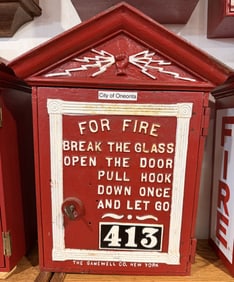 City of Oneonta
FOR FIRE
BREAK THE GLASS
OPEN THE DOOR
PULL HOOK
DOWN ONCE
AND LET GO
413
THE GAMEWELL CO. NEW YORK
FIRE